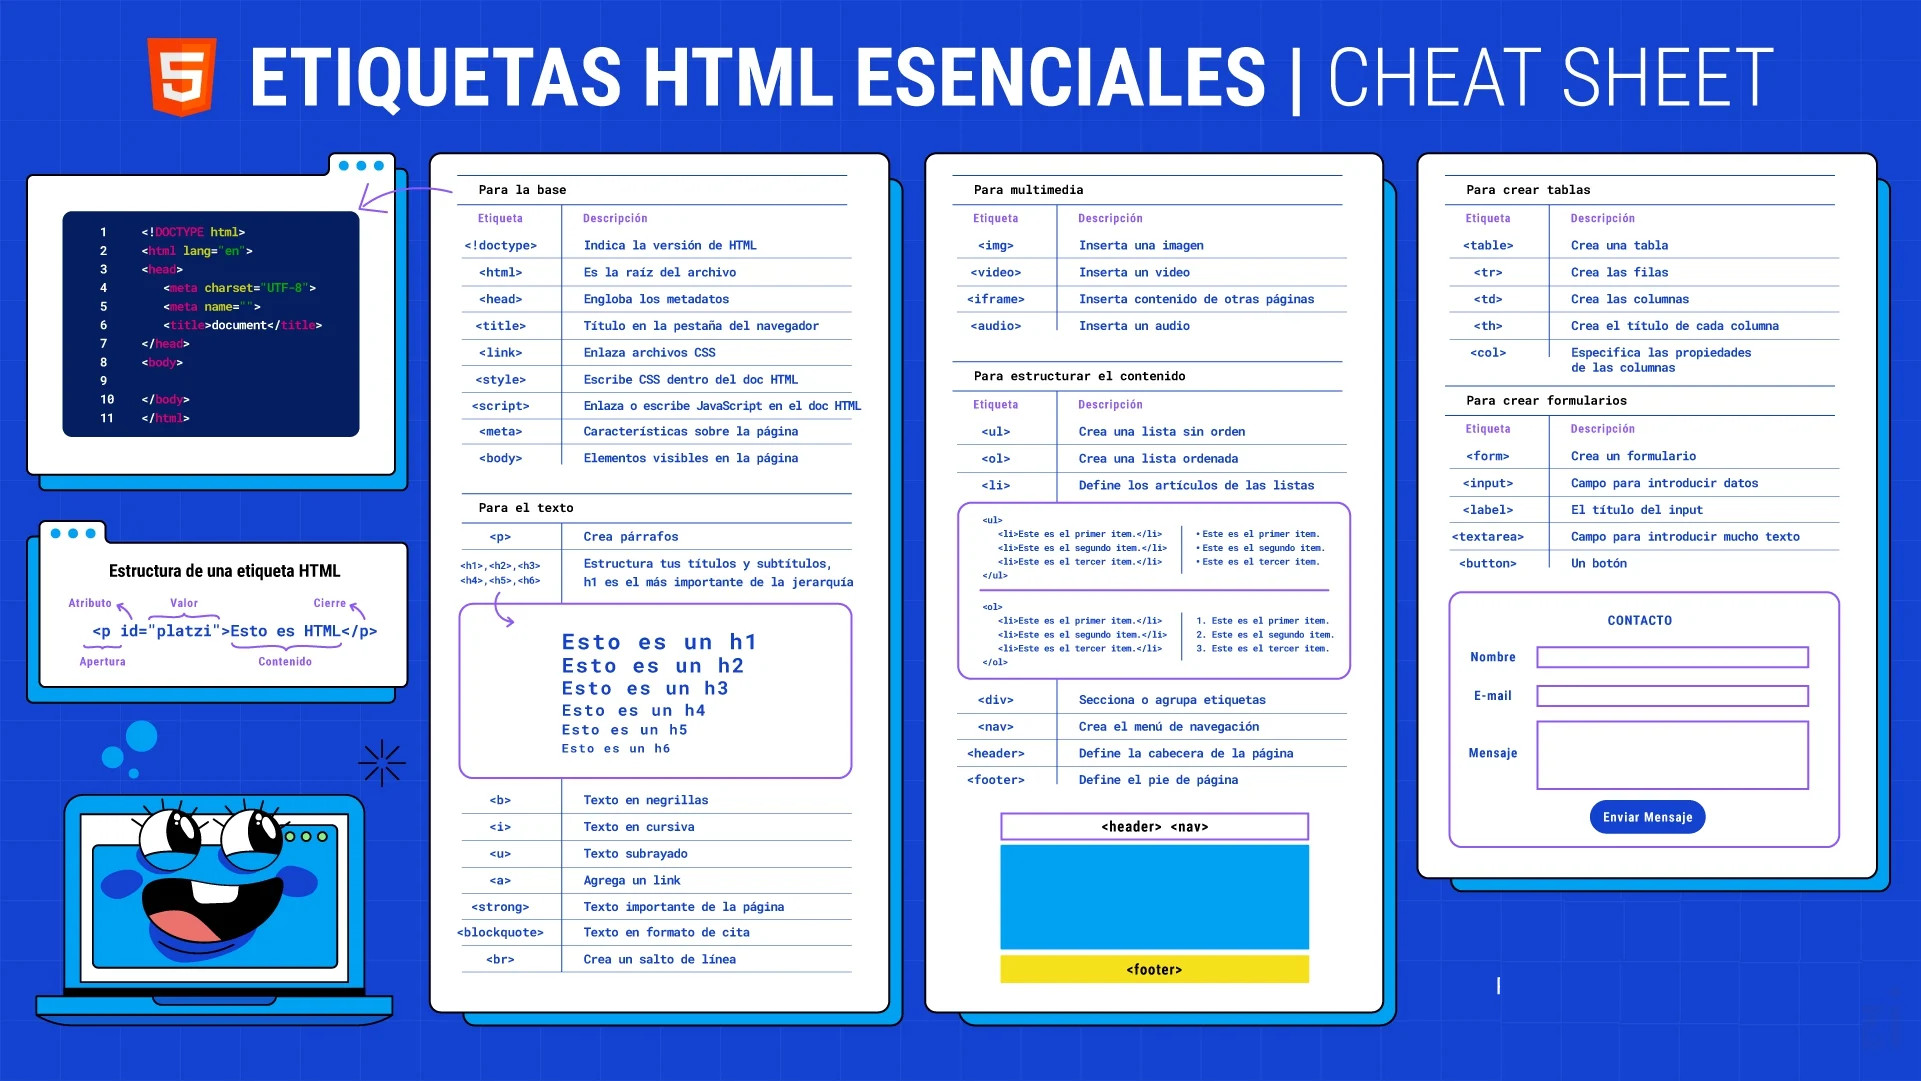 ETIQUETAS HTML ESENCIALES | CHEAT SHEET
1 <!DOCTYPE html>
2 <html lang="en">
3 <head>
4 <meta charset="UTF-8">
5 <meta name="">
6 <title>document</title>
7 </head>
8 <body>
9
10 </body>
11 </html>
Estructura de una etiqueta HTML
Atributo Valor Cierre
<p id="platzi">Esto es HTML</p>
Apertura Contenido
Para la base
Etiqueta Descripción
<!doctype> Indica la versión de HTML
<html> Es la raíz del archivo
<head> Engloba los metadatos
<title> Título en la pestaña del navegador
<link> Enlaza archivos CSS
<style> Escribe CSS dentro del doc HTML
<script> Enlaza o escribe JavaScript en el doc HTML
<meta> Características sobre la página
<body> Elementos visibles en la página
Para el texto
<p> Crea párrafos
<h1>,<h2>,<h3> Estructura tus títulos y subtítulos,
<h4>,<h5>,<h6> h1 es el más importante de la jerarquía
Esto es un h1
Esto es un h2
Esto es un h3
Esto es un h4
Esto es un h5
Esto es un h6
<b> Texto en negrillas
<i> Texto en cursiva
<u> Texto subrayado
<a> Agrega un link
<strong> Texto importante de la página
<blockquote> Texto en formato de cita
<br> Crea un salto de línea
Para multimedia
Etiqueta Descripción
<img> Inserta una imagen
<video> Inserta un video
<iframe> Inserta contenido de otras páginas
<audio> Inserta un audio
Para estructurar el contenido
Etiqueta Descripción
<ul> Crea una lista sin orden
<ol> Crea una lista ordenada
<li> Define los artículos de las listas
<ul>
<li>Este es el primer item.</li> • Este es el primer item.
<li>Este es el segundo item.</li> • Este es el segundo item.
<li>Este es el tercer item.</li> • Este es el tercer item.
</ul>
<ol>
<li>Este es el primer item.</li> 1. Este es el primer item.
<li>Este es el segundo item.</li> 2. Este es el segundo item.
<li>Este es el tercer item.</li> 3. Este es el tercer item.
</ol>
<div> Secciona o agrupa etiquetas
<nav> Crea el menú de navegación
<header> Define la cabecera de la página
<footer> Define el pie de página
<header> <nav>
<footer>
Para crear tablas
Etiqueta Descripción
<table> Crea una tabla
<tr> Crea las filas
<td> Crea las columnas
<th> Crea el título de cada columna
<col> Especifica las propiedades
de las columnas
Para crear formularios
Etiqueta Descripción
<form> Crea un formulario
<input> Campo para introducir datos
<label> El título del input
<textarea> Campo para introducir mucho texto
<button> Un botón
CONTACTO
Nombre
E-mail
Mensaje
Enviar Mensaje